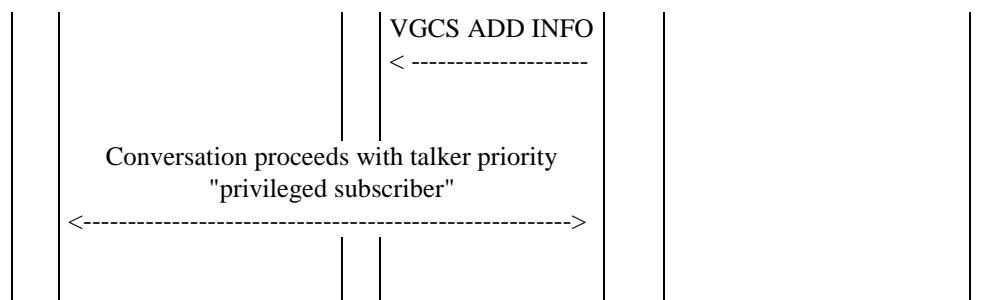 VGCS ADD INFO
< --------------------
Conversation proceeds with talker priority
"privileged subscriber"
<------------------------------------------------------->